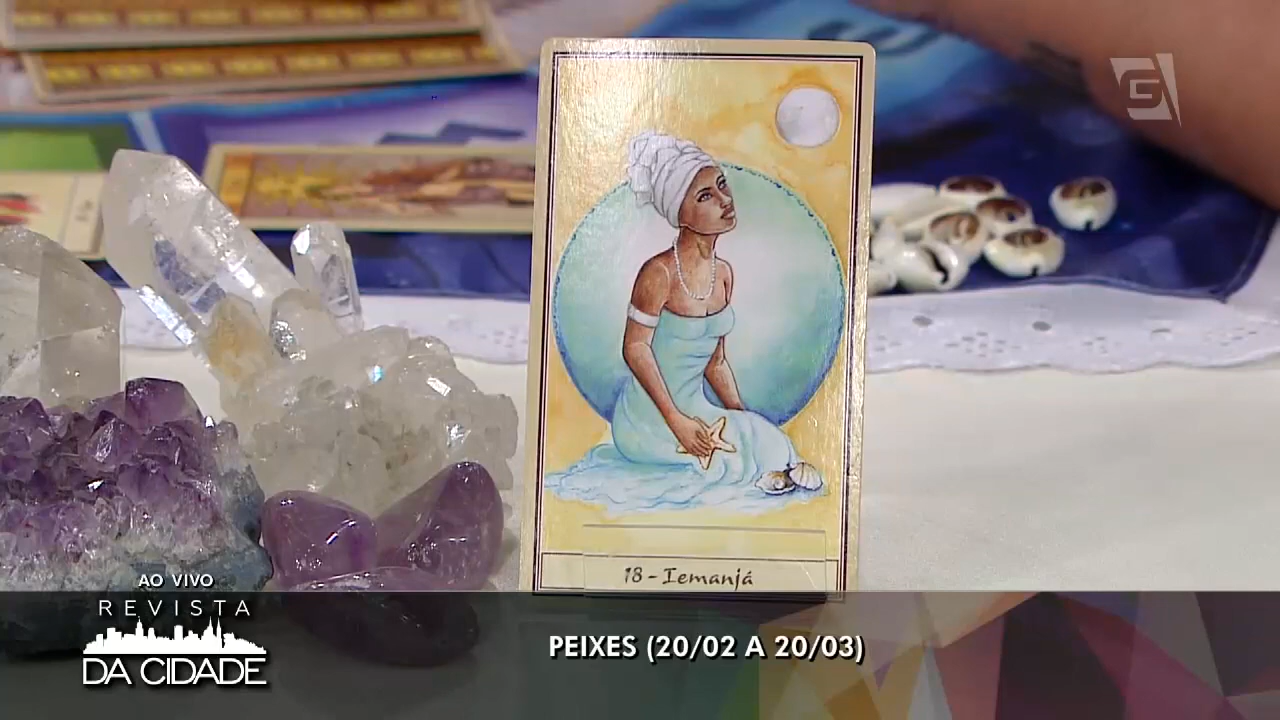 18 - Iemanjá
AO VIVO
REVISTA
DA CIDADE
PEIXES (20/02 A 20/03)